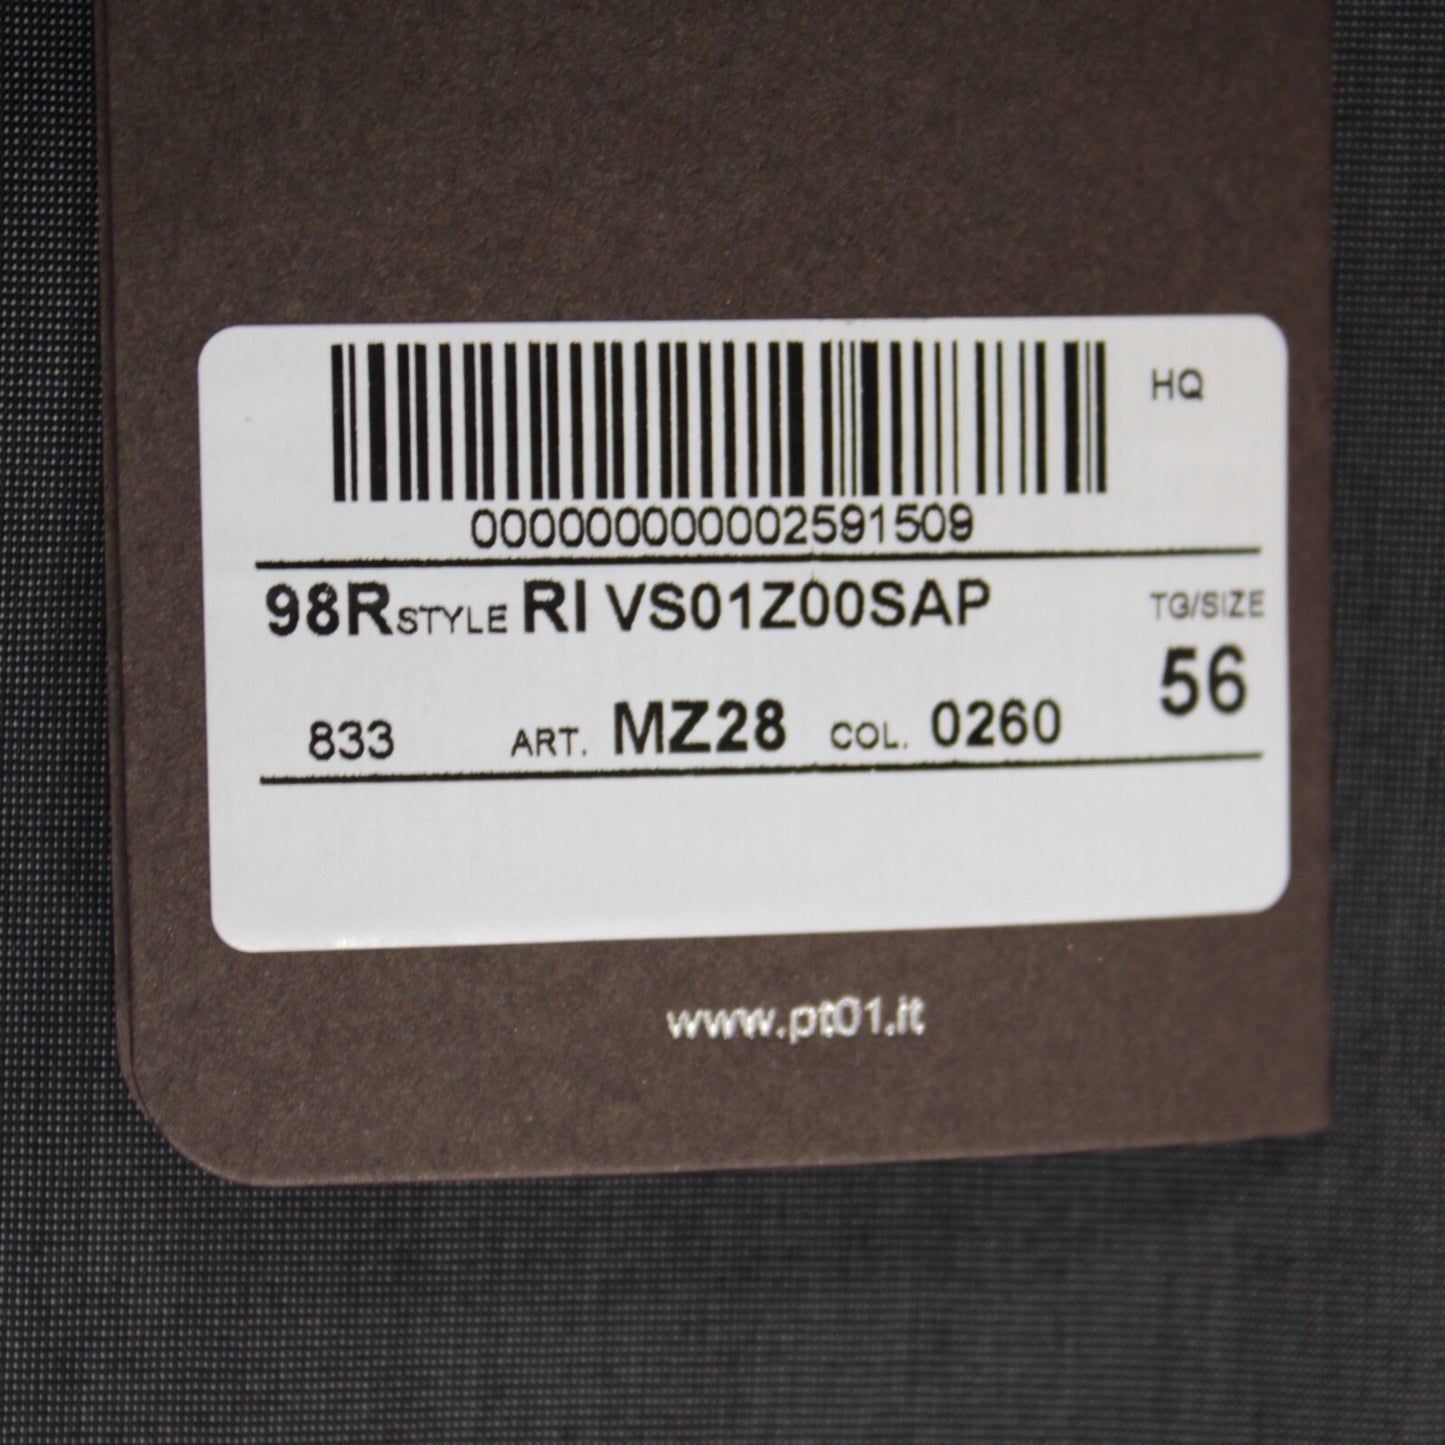 HQ
0000000000002591509
98R STYLE RI VS01Z00SAP
TG/SIZE
56
833 ART. MZ28 COL. 0260
www.pt01.it